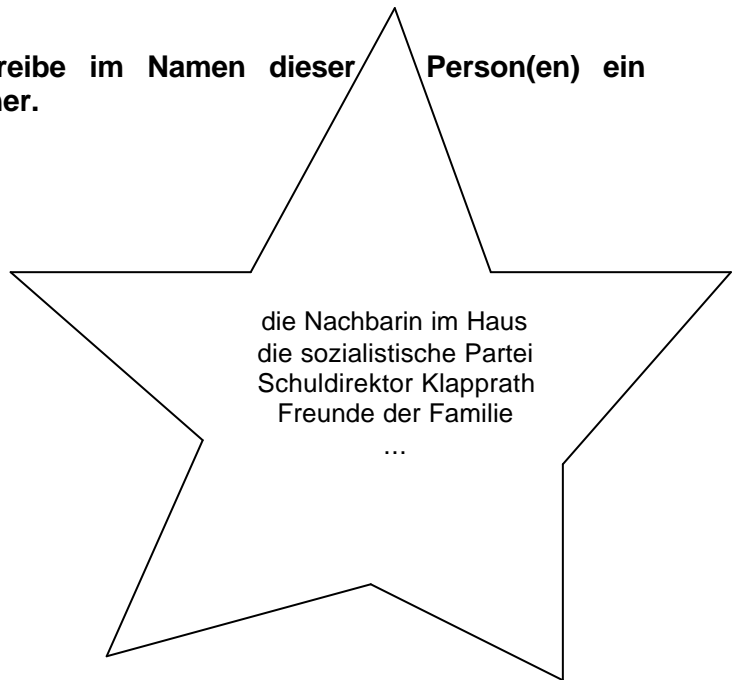 reibe im Namen dieser Person(en) ein
er.
die Nachbarin im Haus
die sozialistische Partei
Schuldirektor Klapprath
Freunde der Familie
...